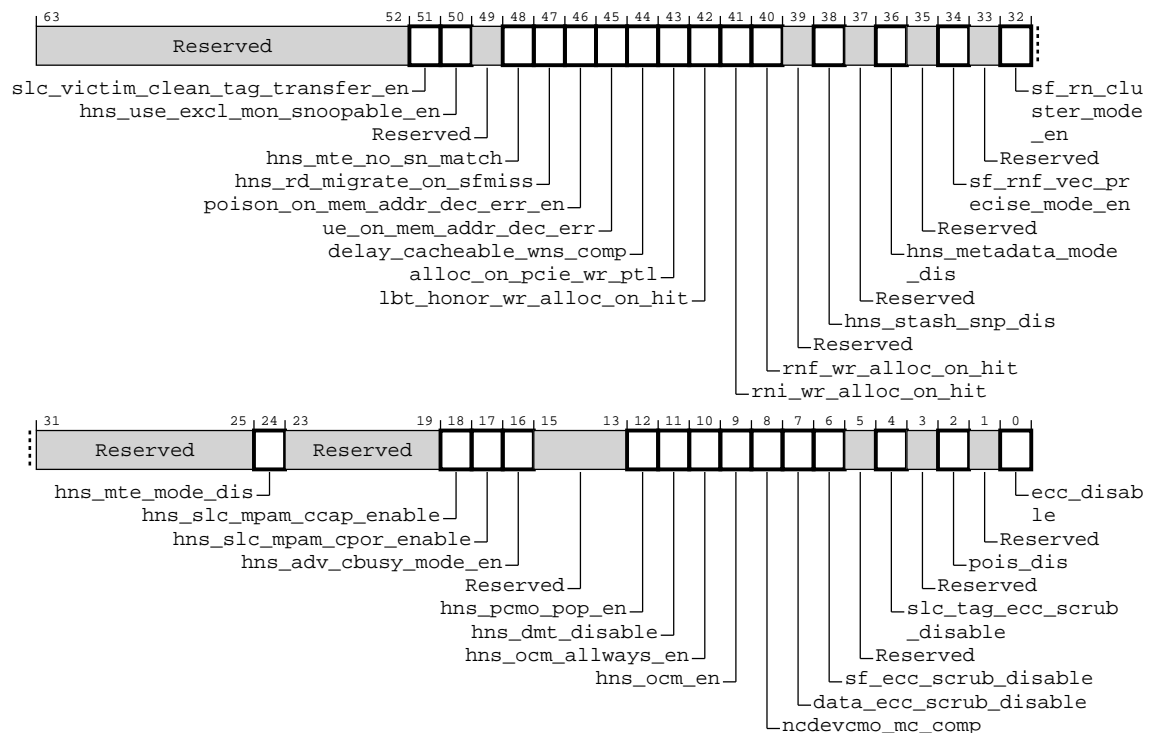 63 52 51 50 49 48 47 46 45 44 43 42 41 40 39 38 37 36 35 34 33 32
Reserved
slc_victim_clean_tag_transfer_en
hns_use_excl_mon_snoopable_en
Reserved
hns_mte_no_sn_match
hns_rd_migrate_on_sfmiss
poison_on_mem_addr_dec_err_en
ue_on_mem_addr_dec_err
delay_cacheable_wns_comp
alloc_on_pcie_wr_ptl
lbt_honor_wr_alloc_on_hit
sf_rn_clu
ster_mode
_en
Reserved
sf_rnf_vec_pr
ecise_mode_en
Reserved
hns_metadata_mode
_dis
Reserved
hns_stash_snp_dis
Reserved
rnf_wr_alloc_on_hit
rni_wr_alloc_on_hit
31 25 24 23 19 18 17 16 15 13 12 11 10 9 8 7 6 5 4 3 2 1 0
Reserved Reserved
hns_mte_mode_dis
hns_slc_mpam_ccap_enable
hns_slc_mpam_cpor_enable
hns_adv_cbusy_mode_en
Reserved
hns_pcmo_pop_en
hns_dmt_disable
hns_ocm_allways_en
hns_ocm_en
ecc_disab
le
Reserved
pois_dis
Reserved
slc_tag_ecc_scrub
_disable
Reserved
sf_ecc_scrub_disable
data_ecc_scrub_disable
ncdevcmo_mc_comp